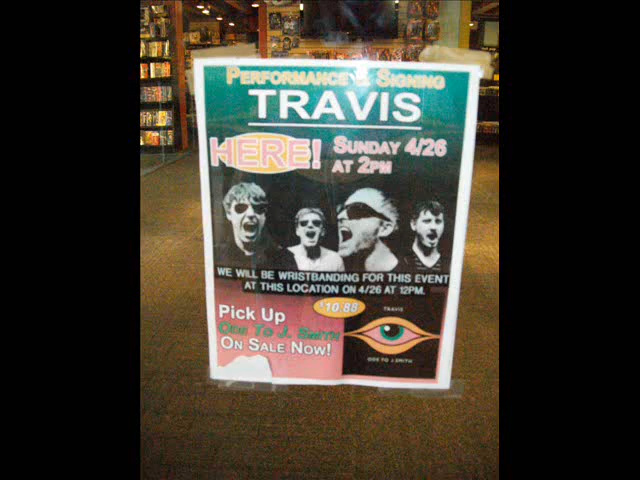 PERFORMANCE & SIGNING
TRAVIS
HERE!
SUNDAY 4/26
AT 2PM
WE WILL BE WRISTBANDING FOR THIS EVENT
AT THIS LOCATION ON 4/26 AT 12PM.
$10.88
Pick Up
ODE TO J. SMITH
ON SALE NOW!
TRAVIS
ODE TO J.SMITH